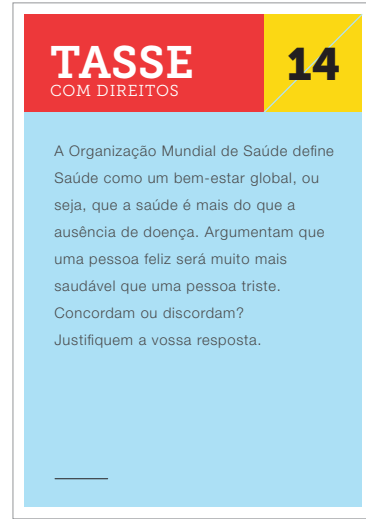 TASSE
COM DIREITOS
14
A Organização Mundial de Saúde define
Saúde como um bem-estar global, ou
seja, que a saúde é mais do que a
ausência de doença. Argumentam que
uma pessoa feliz será muito mais
saudável que uma pessoa triste.
Concordam ou discordam?
Justifiquem a vossa resposta.